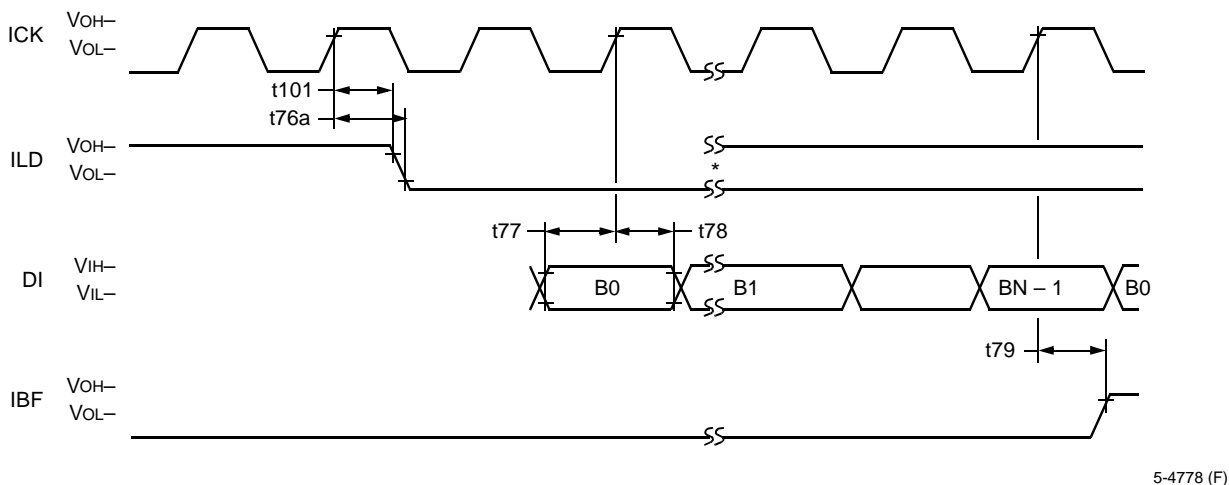 ICK
VOH–
VOL–
t101
t76a
ILD
VOH–
VOL–
*
t77
t78
DI
VIH–
VIL–
B0
B1
BN – 1
B0
t79
IBF
VOH–
VOL–
5-4778 (F)